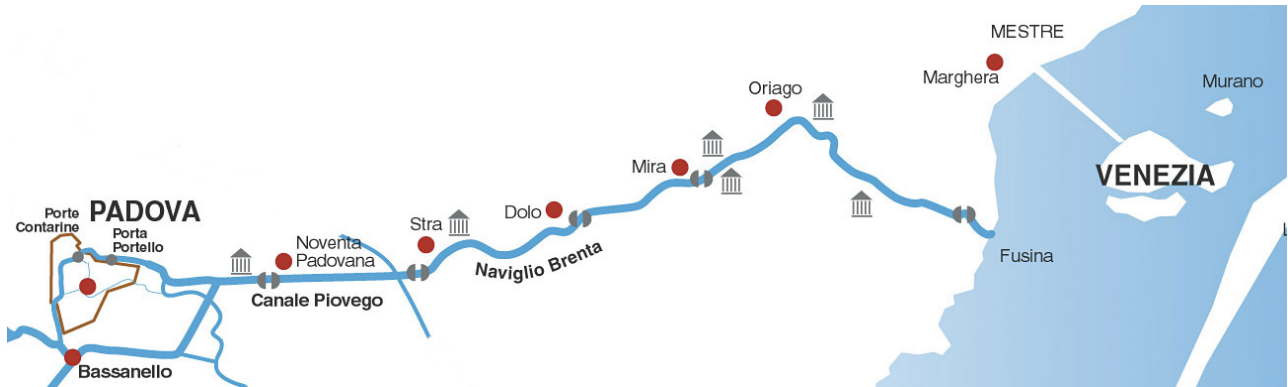 MESTRE
Marghera
Murano
Oriago
VENEZIA
Mira
Dolo
Stra
PADOVA
Porte
Contarine
Porta
Portello
Noventa
Padovana
Naviglio Brenta
Fusina
Canale Piovego
Bassanello